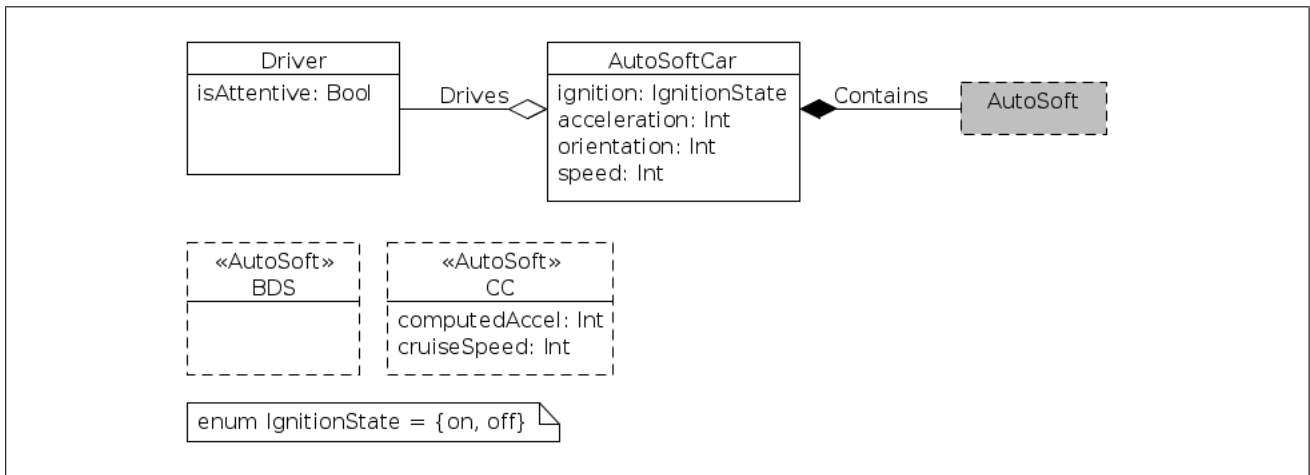 Driver
isAttentive: Bool
Drives
AutoSoftCar
ignition: IgnitionState
acceleration: Int
orientation: Int
speed: Int
Contains
AutoSoft
«AutoSoft»
BDS
«AutoSoft»
CC
computedAccel: Int
cruiseSpeed: Int
enum IgnitionState = {on, off}